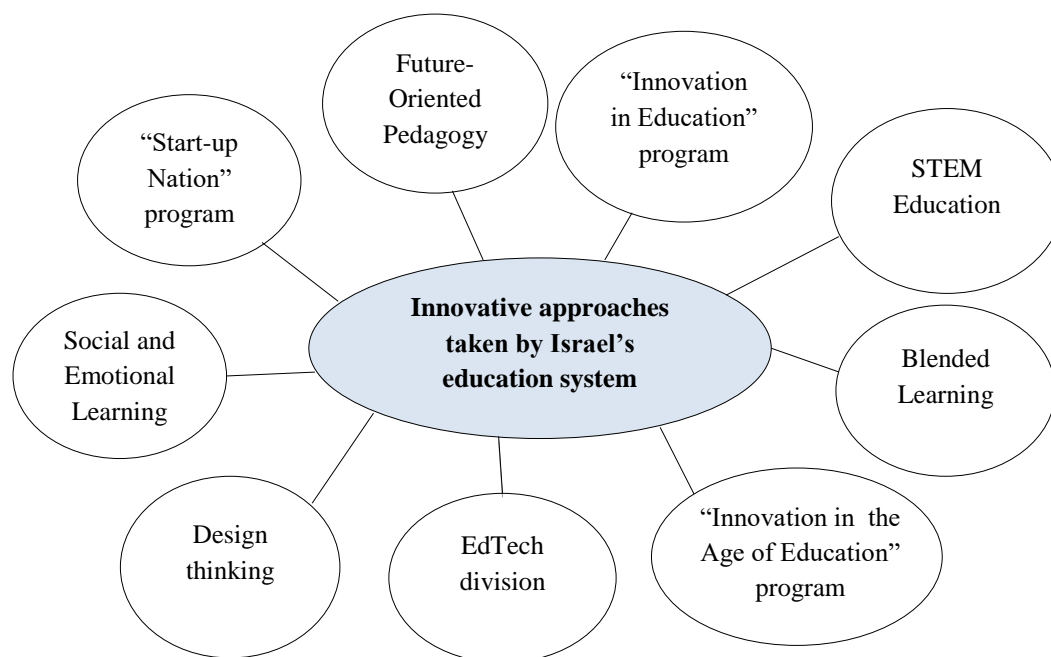 Future-
Oriented
Pedagogy
“Innovation
in Education”
program
“Start-up
Nation”
program
STEM
Education
Innovative approaches
taken by Israel’s
education system
Social and
Emotional
Learning
Blended
Learning
Design
thinking
EdTech
division
“Innovation in  the
Age of Education”
program